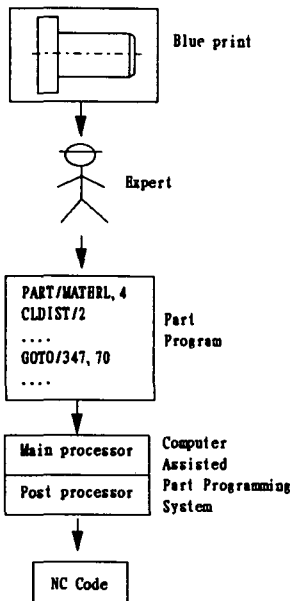 Blue print
Expert
PART/MATERL, 4
CLDIST/2
....
GOTO/347, 70
....
Part
Program
Main processor
Post processor
Computer
Assisted
Part Programming
System
NC Code